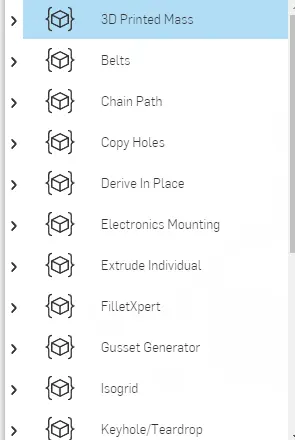 3D Printed Mass
Belts
Chain Path
Copy Holes
Derive In Place
Electronics Mounting
Extrude Individual
FilletXpert
Gusset Generator
Isogrid
Keyhole/Teardrop